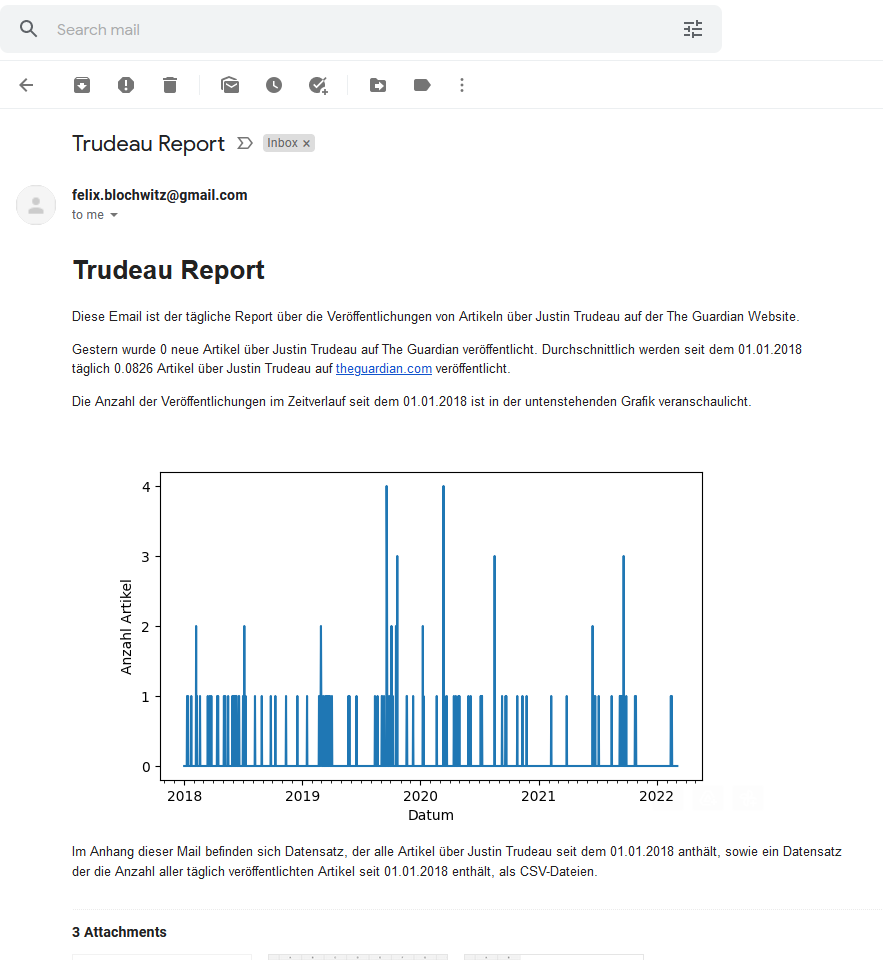 Search mail
Trudeau Report
Inbox ×
felix.blochwitz@gmail.com
to me
Trudeau Report
Diese Email ist der tägliche Report über die Veröffentlichungen von Artikeln über Justin Trudeau auf der The Guardian Website.
Gestern wurde 0 neue Artikel über Justin Trudeau auf The Guardian veröffentlicht. Durchschnittlich werden seit dem 01.01.2018
täglich 0.0826 Artikel über Justin Trudeau auf theguardian.com veröffentlicht.
Die Anzahl der Veröffentlichungen im Zeitverlauf seit dem 01.01.2018 ist in der untenstehenden Grafik veranschaulicht.
4
3
2
1
0
Anzahl Artikel
2018 2019 2020 2021 2022
Datum
Im Anhang dieser Mail befinden sich Datensatz, der alle Artikel über Justin Trudeau seit dem 01.01.2018 anthält, sowie ein Datensatz
der die Anzahl aller täglich veröffentlichten Artikel seit 01.01.2018 enthält, als CSV-Dateien.
3 Attachments